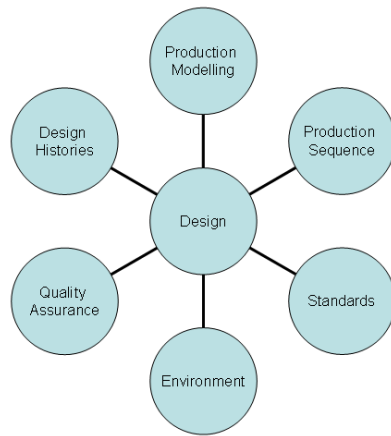 Production
Modelling
Design
Histories
Production
Sequence
Design
Quality
Assurance
Standards
Environment